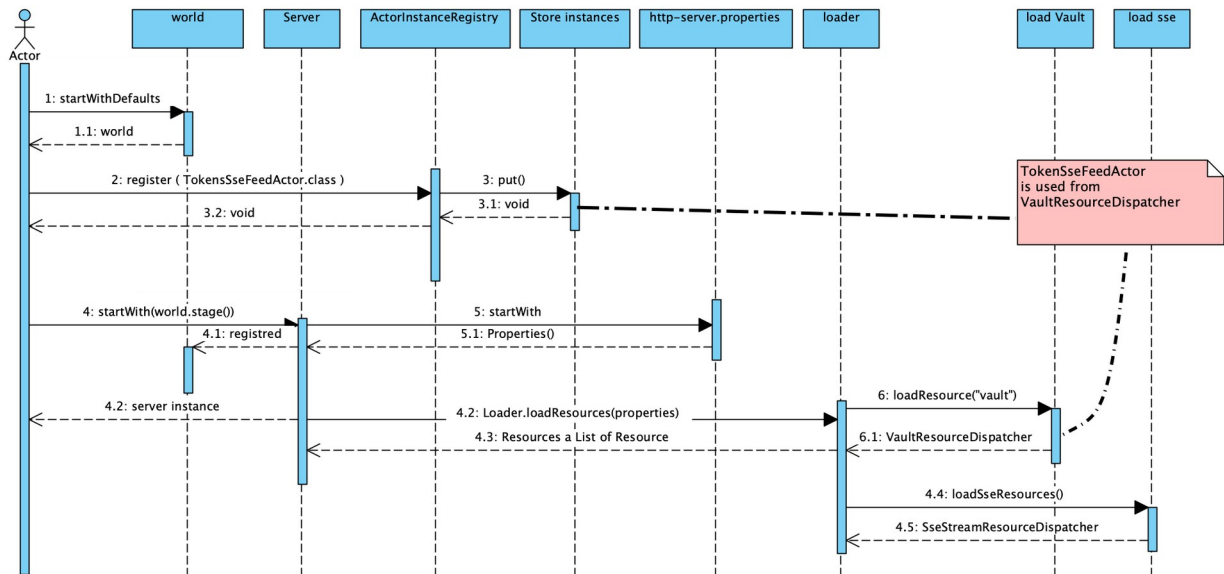 world
Server
ActorInstanceRegistry
Store instances
http-server.properties
loader
load Vault
load sse
Actor
1: startWithDefaults
1.1: world
2: register ( TokensSseFeedActor.class )
3: put()
3.1: void
3.2: void
TokenSseFeedActor
is used from
VaultResourceDispatcher
4: startWith(world.stage())
5: startWith
4.1: registred
5.1: Properties()
4.2: server instance
4.2: Loader.loadResources(properties)
6: loadResource("vault")
4.3: Resources a List of Resource
6.1: VaultResourceDispatcher
4.4: loadSseResources()
4.5: SseStreamResourceDispatcher